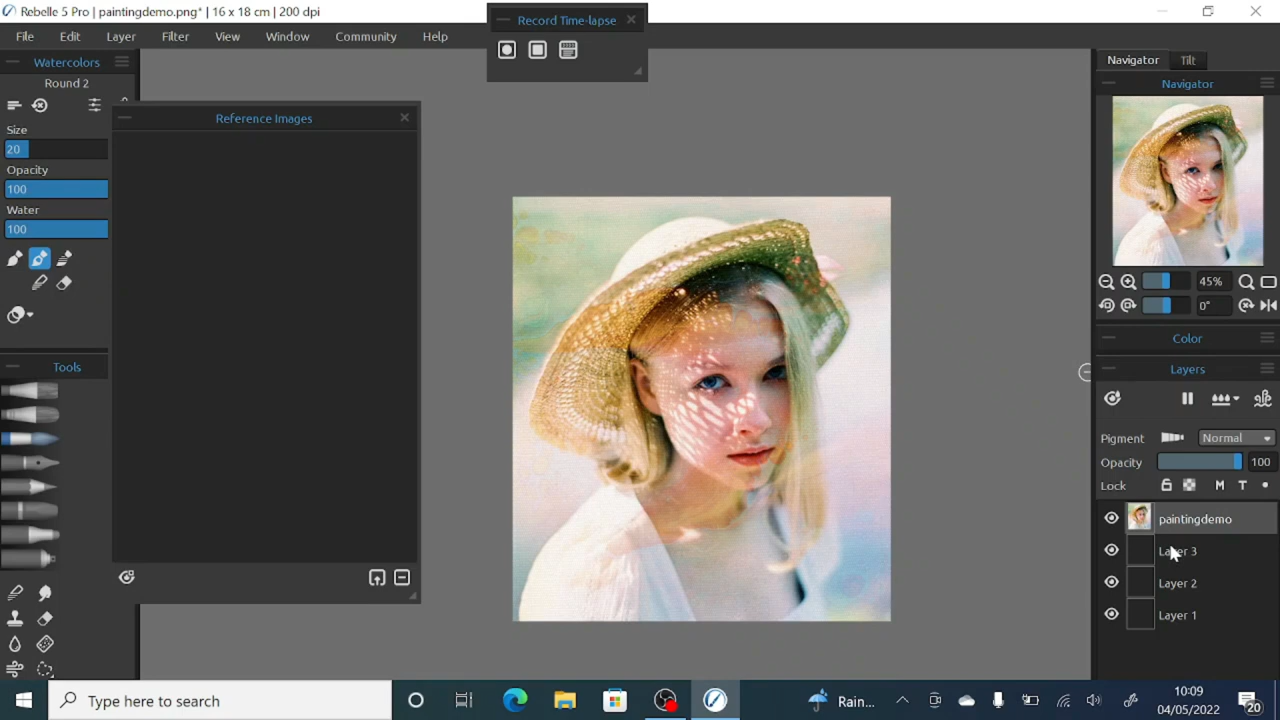 Rebelle 5 Pro | paintingdemo.png* | 16 x 18 cm | 200 dpi
File Edit Layer Filter View Window Community Help
Record Time-lapse
Watercolors
Round 2
Size
20
Opacity
100
Water
100
Tools
Reference Images
Navigator Tilt
Navigator
45%
0°
Color
Layers
Pigment Normal
Opacity 100
Lock M T
paintingdemo
Layer 3
Layer 2
Layer 1
Type here to search
Rain...
10:09
04/05/2022
20